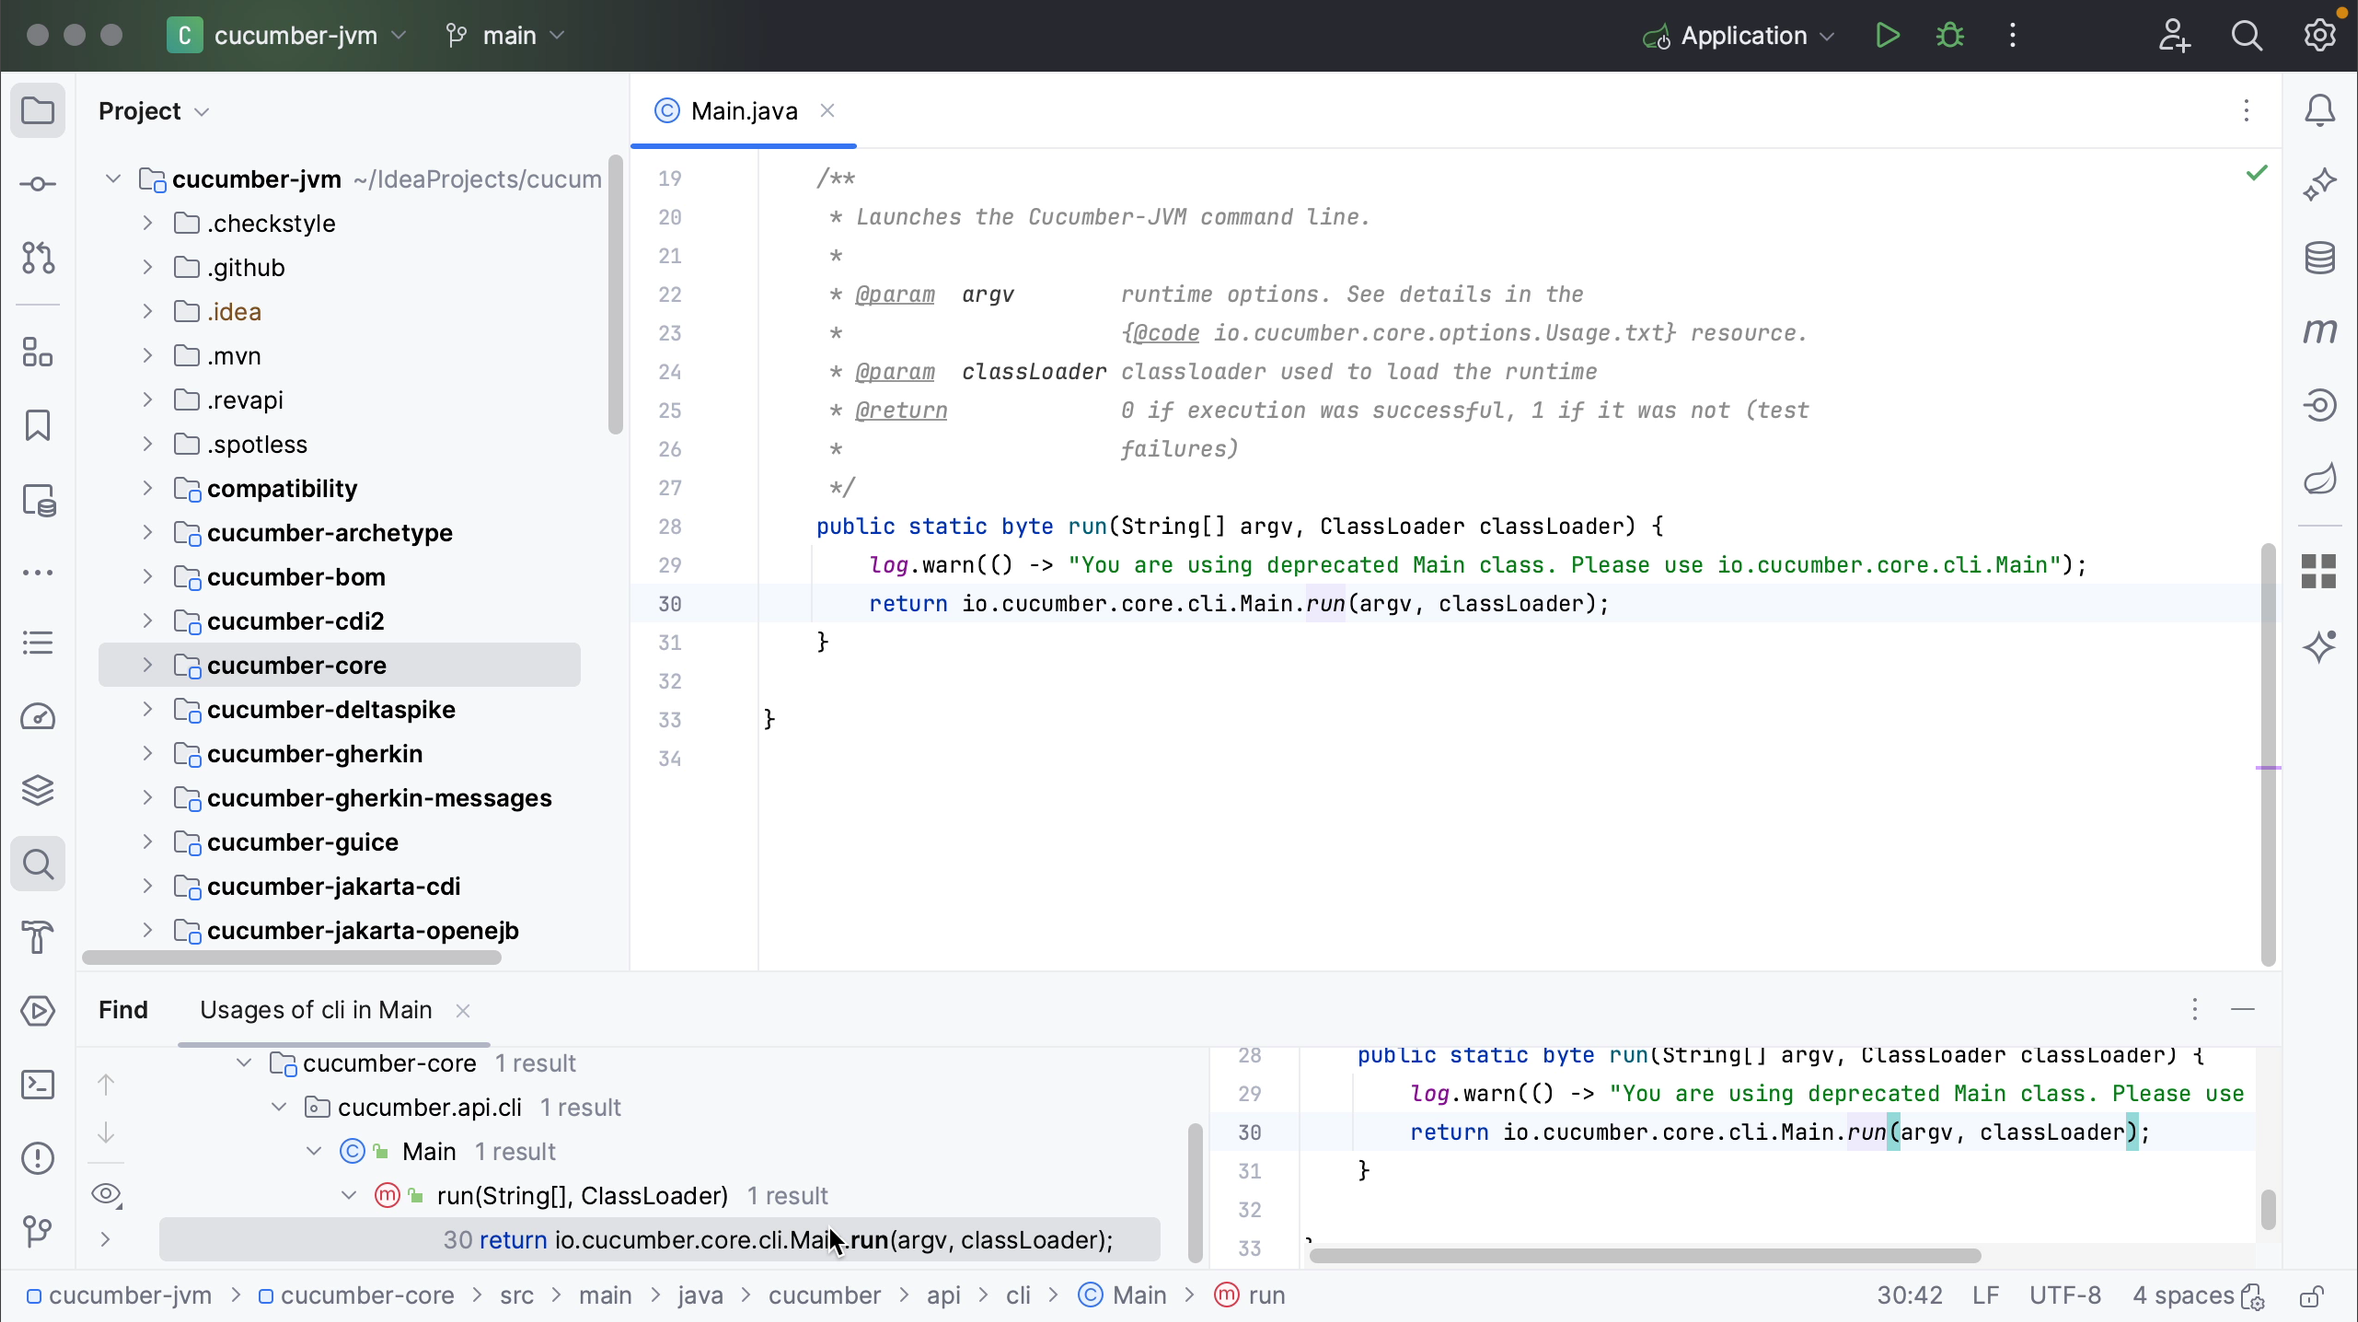 C cucumber-jvm main Application
Project
Main.java
cucumber-jvm ~/IdeaProjects/cucum
.checkstyle
.github
.idea
.mvn
.revapi
.spotless
compatibility
cucumber-archetype
cucumber-bom
cucumber-cdi2
cucumber-core
cucumber-deltaspike
cucumber-gherkin
cucumber-gherkin-messages
cucumber-guice
cucumber-jakarta-cdi
cucumber-jakarta-openejb
19 /**
20 * Launches the Cucumber-JVM command line.
21 *
22 * @param argv runtime options. See details in the
23 * {@code io.cucumber.core.options.Usage.txt} resource.
24 * @param classLoader classloader used to load the runtime
25 * @return 0 if execution was successful, 1 if it was not (test
26 * failures)
27 */
28 public static byte run(String[] argv, ClassLoader classLoader) {
29 log.warn(() -> "You are using deprecated Main class. Please use io.cucumber.core.cli.Main");
30 return io.cucumber.core.cli.Main.run(argv, classLoader);
31 }
32
33 }
34
m
Find Usages of cli in Main
cucumber-core 1 result
cucumber.api.cli 1 result
C Main 1 result
m run(String[], ClassLoader) 1 result
30 return io.cucumber.core.cli.Main.run(argv, classLoader);
28 public static byte run(String[] argv, ClassLoader classLoader) {
29 log.warn(() -> "You are using deprecated Main class. Please use
30 return io.cucumber.core.cli.Main.run(argv, classLoader);
31 }
32
33
cucumber-jvm > cucumber-core > src > main > java > cucumber > api > cli > C Main > m run
30:42 LF UTF-8 4 spaces